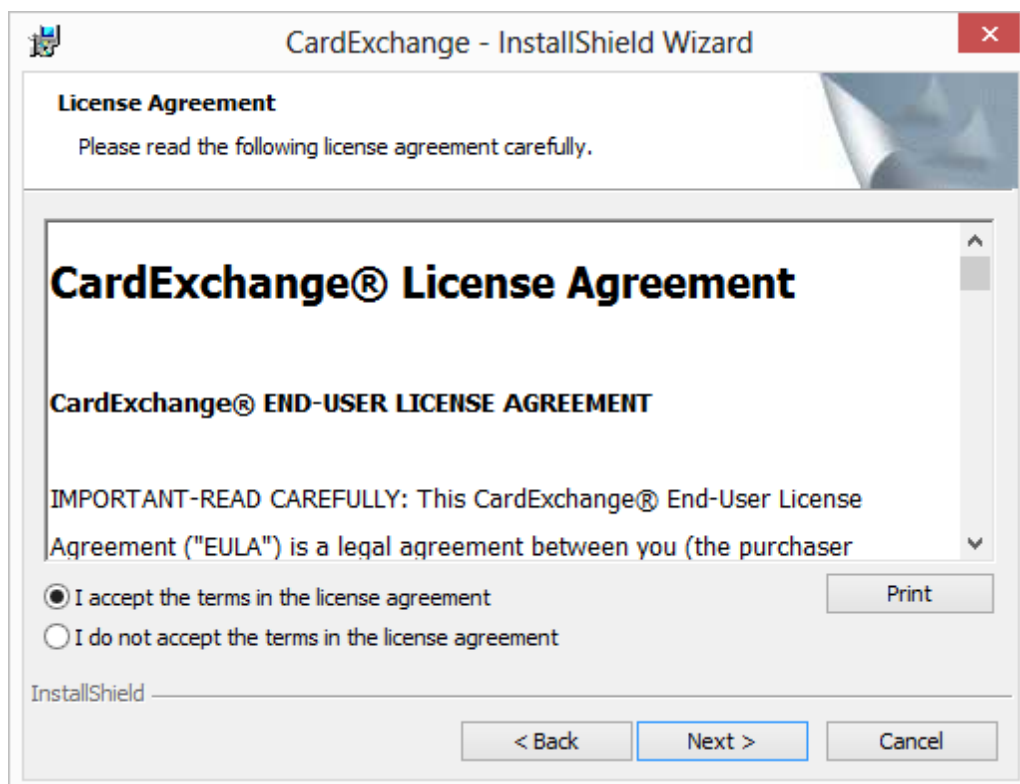 CardExchange - InstallShield Wizard
License Agreement
Please read the following license agreement carefully.
CardExchange® License Agreement
CardExchange® END-USER LICENSE AGREEMENT
IMPORTANT-READ CAREFULLY: This CardExchange® End-User License
Agreement ("EULA") is a legal agreement between you (the purchaser
I accept the terms in the license agreement
Print
I do not accept the terms in the license agreement
InstallShield
< Back
Next >
Cancel